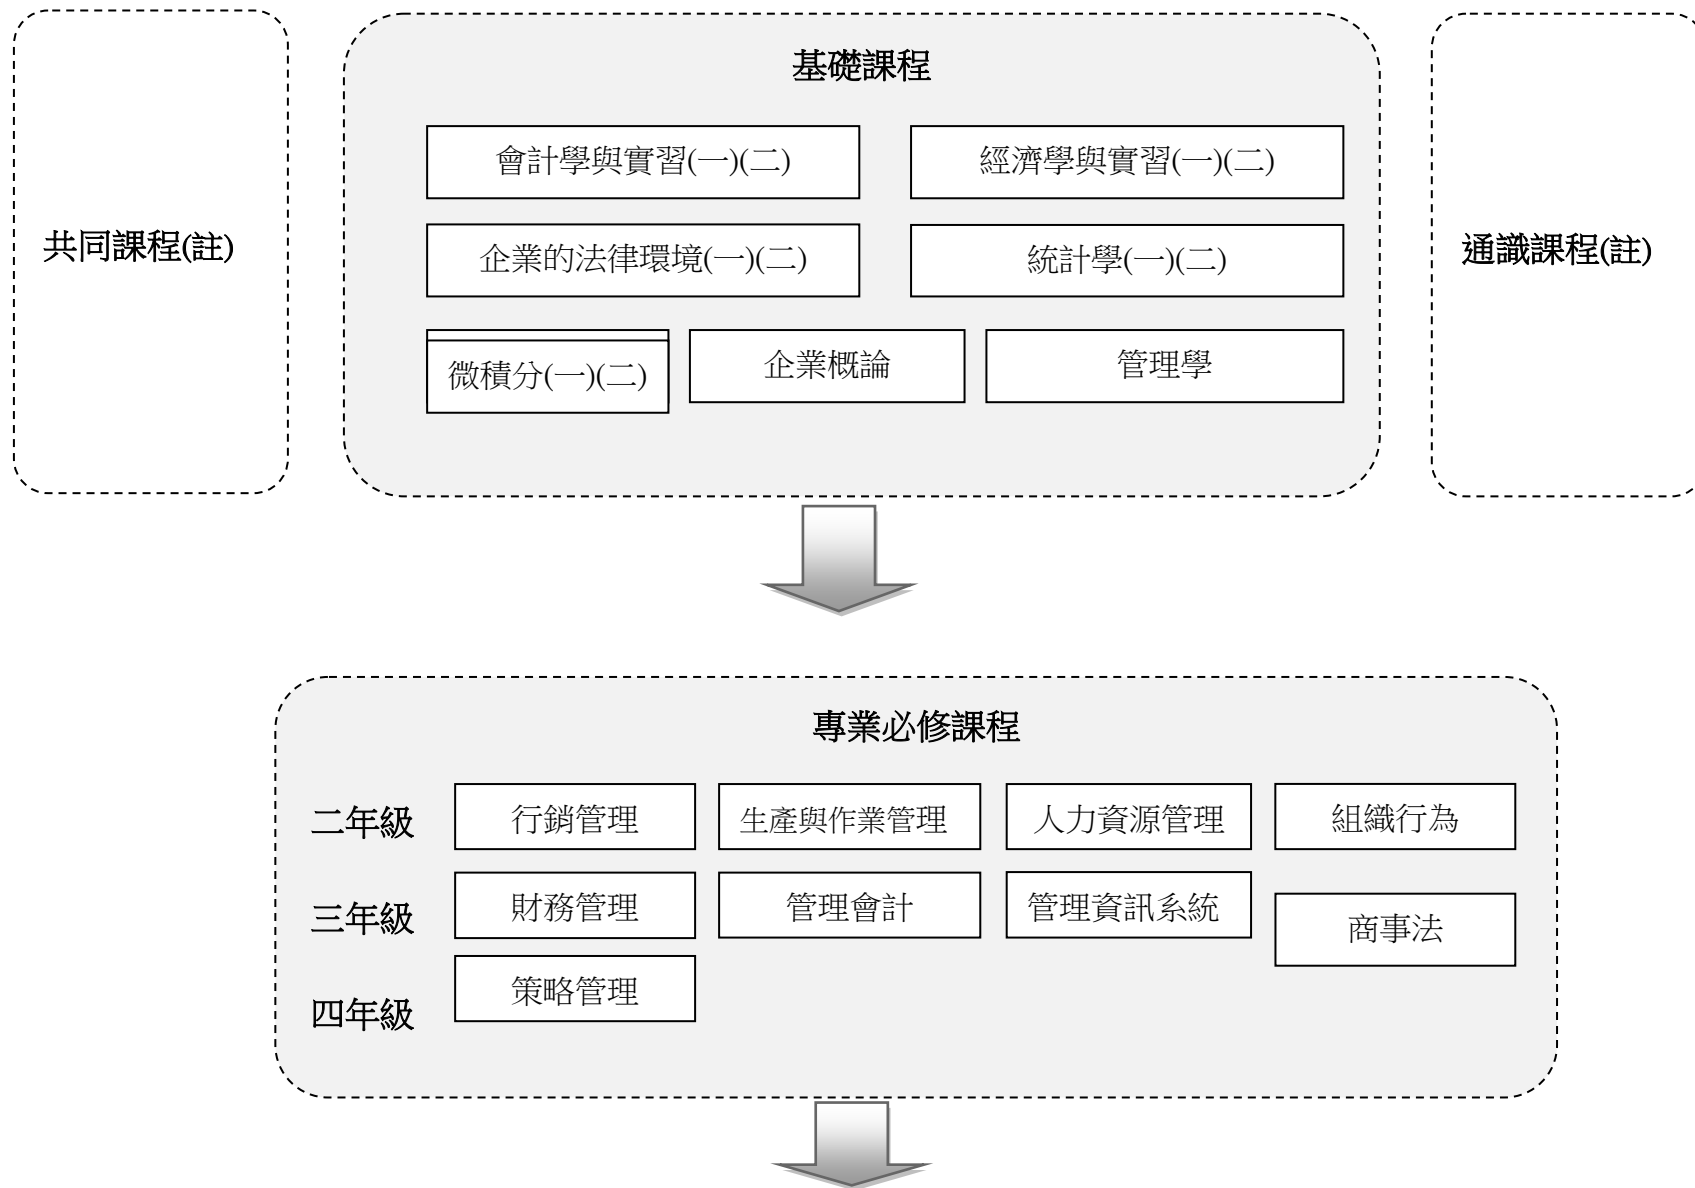 共同課程(註)
基礎課程
會計學與實習(一)(二)
經濟學與實習(一)(二)
企業的法律環境(一)(二)
統計學(一)(二)
微積分(一)(二)
企業概論
管理學
通識課程(註)
專業必修課程
二年級
行銷管理
生產與作業管理
人力資源管理
組織行為
三年級
財務管理
管理會計
管理資訊系統
商事法
四年級
策略管理